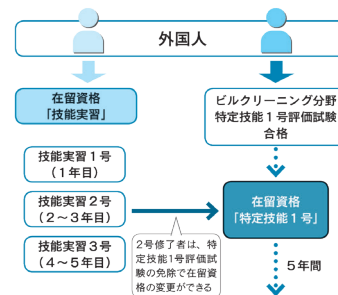 外国人
在留資格
「技能実習」
ビルクリーニング分野
特定技能1号評価試験
合格
技能実習1号
(1年目)
技能実習2号
(2〜3年目)
技能実習3号
(4〜5年目)
2号修了者は、特
定技能1号評価試
験の免除で在留資
格の変更ができる
在留資格
「特定技能1号」
5年間